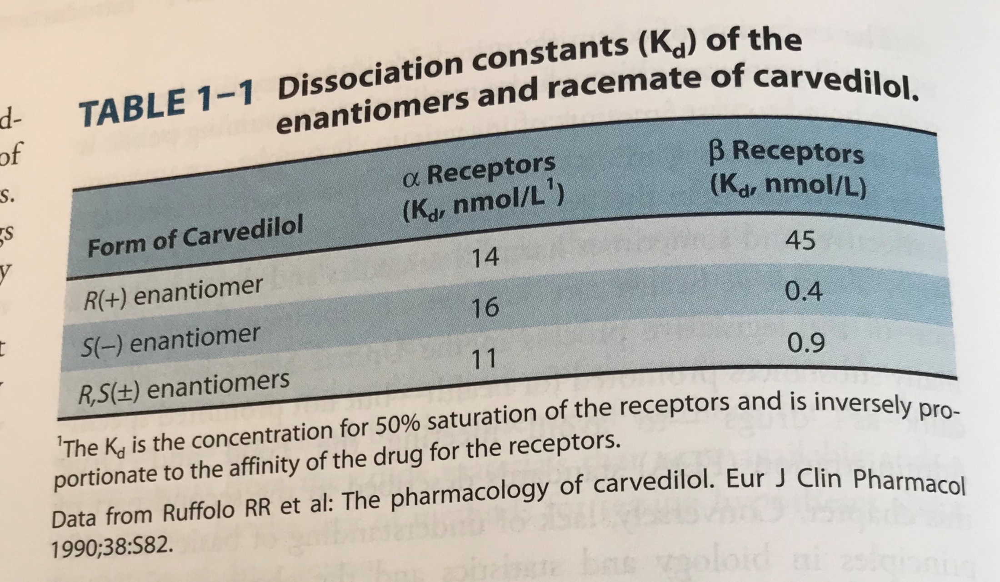 d-
of
s.
gs
y
t
TABLE 1–1 Dissociation constants (Kd) of the
enantiomers and racemate of carvedilol.
Form of Carvedilol α Receptors (Kd, nmol/L¹) β Receptors (Kd, nmol/L)
R(+) enantiomer 14 45
S(–) enantiomer 16 0.4
R,S(±) enantiomers 11 0.9
¹The Kd is the concentration for 50% saturation of the receptors and is inversely pro-
portionate to the affinity of the drug for the receptors.
Data from Ruffolo RR et al: The pharmacology of carvedilol. Eur J Clin Pharmacol
1990;38:S82.